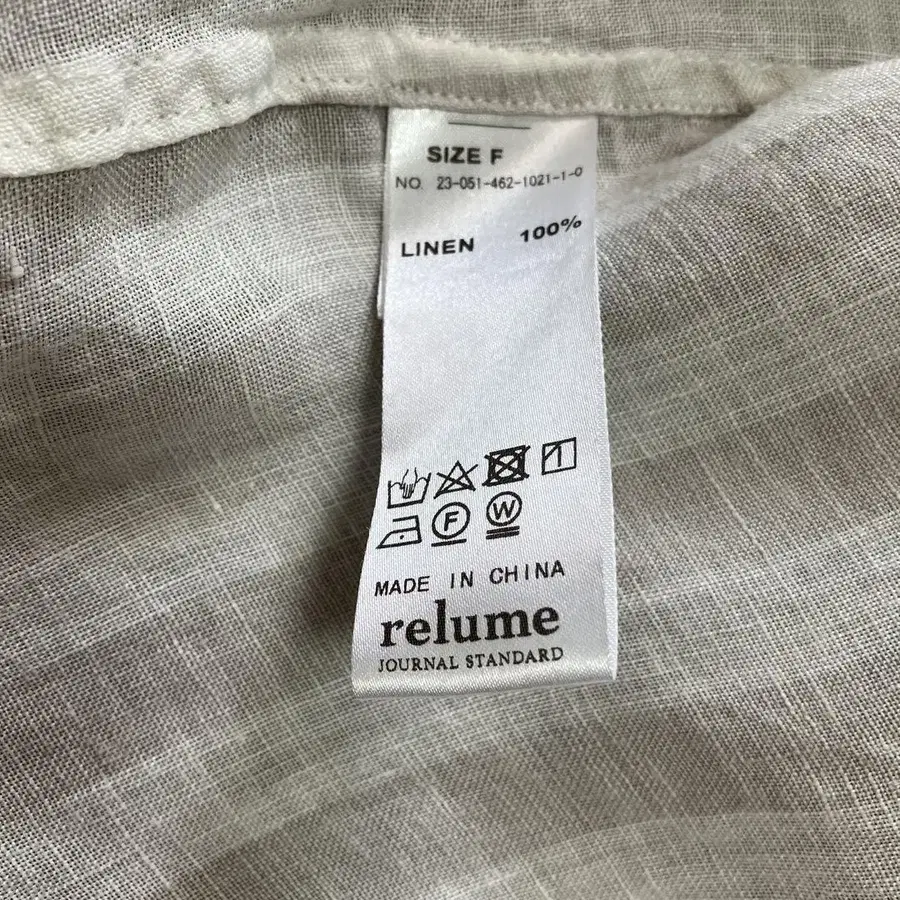 SIZE F
NO. 23-051-462-1021-1-0
LINEN 100%
F W
MADE IN CHINA
relume
JOURNAL STANDARD